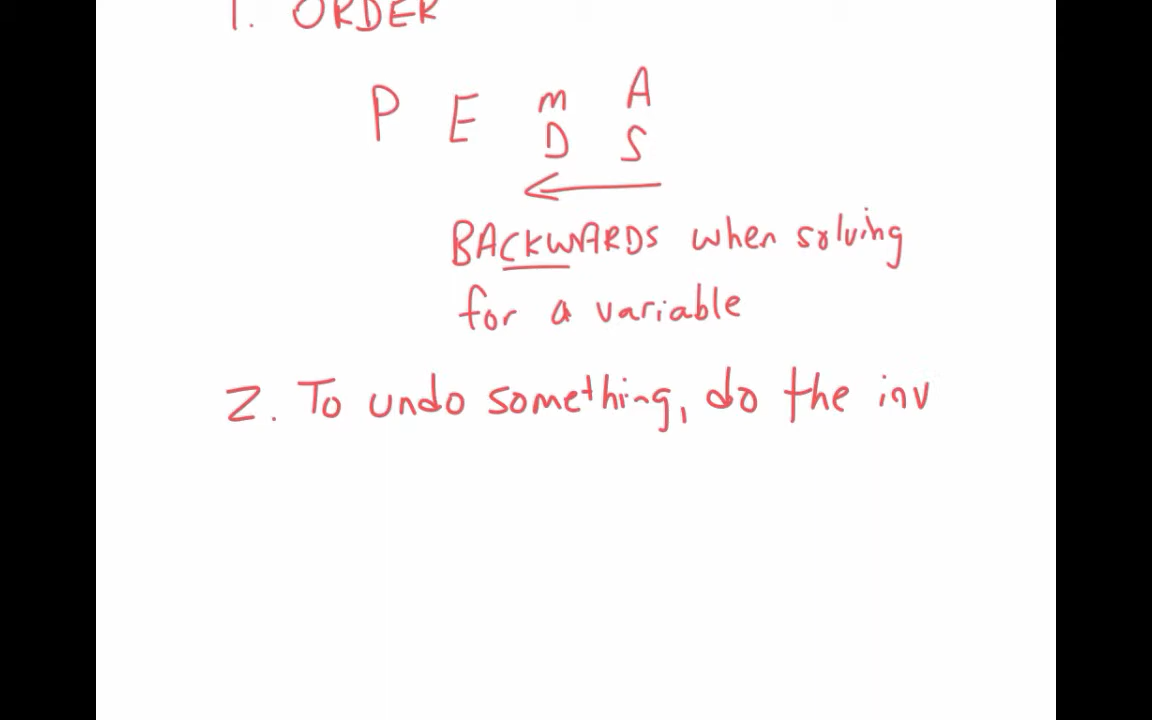 1. ORDER
P E m A
D S
BACKWARDS when solving
for a variable
2. To undo something, do the inv